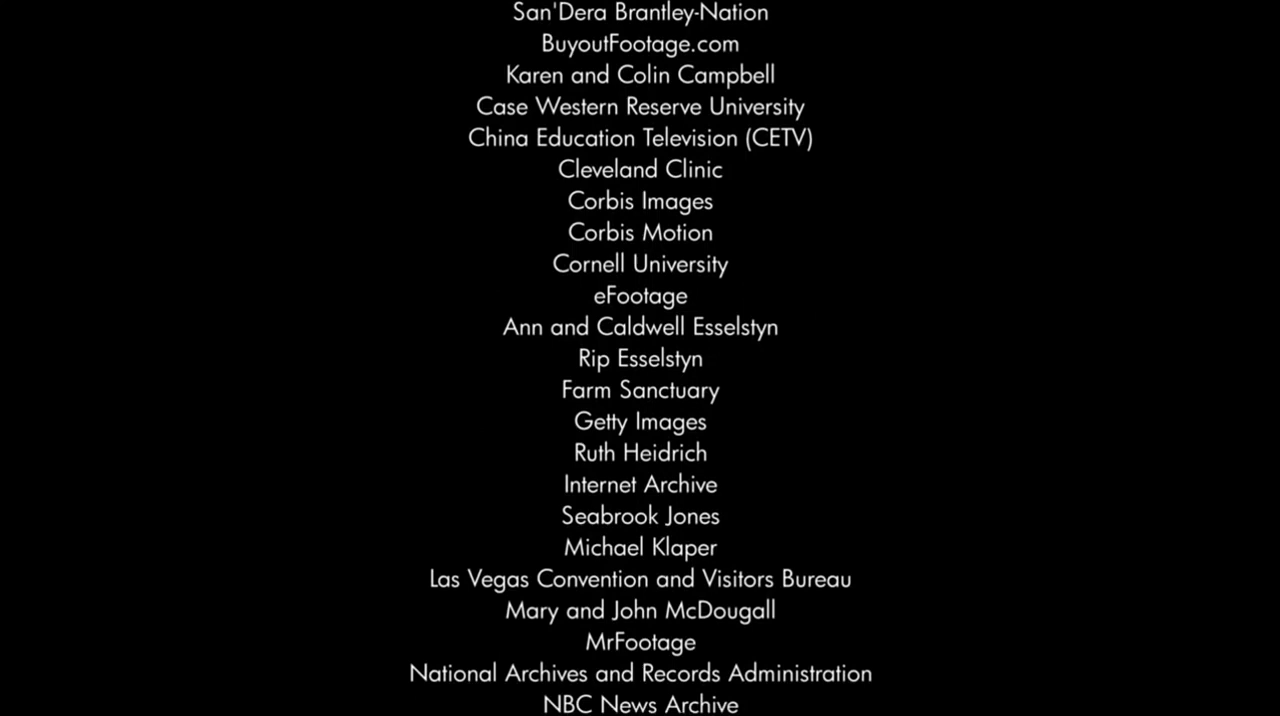 San'Dera Brantley-Nation
BuyoutFootage.com
Karen and Colin Campbell
Case Western Reserve University
China Education Television (CETV)
Cleveland Clinic
Corbis Images
Corbis Motion
Cornell University
eFootage
Ann and Caldwell Esselstyn
Rip Esselstyn
Farm Sanctuary
Getty Images
Ruth Heidrich
Internet Archive
Seabrook Jones
Michael Klaper
Las Vegas Convention and Visitors Bureau
Mary and John McDougall
MrFootage
National Archives and Records Administration
NBC News Archive